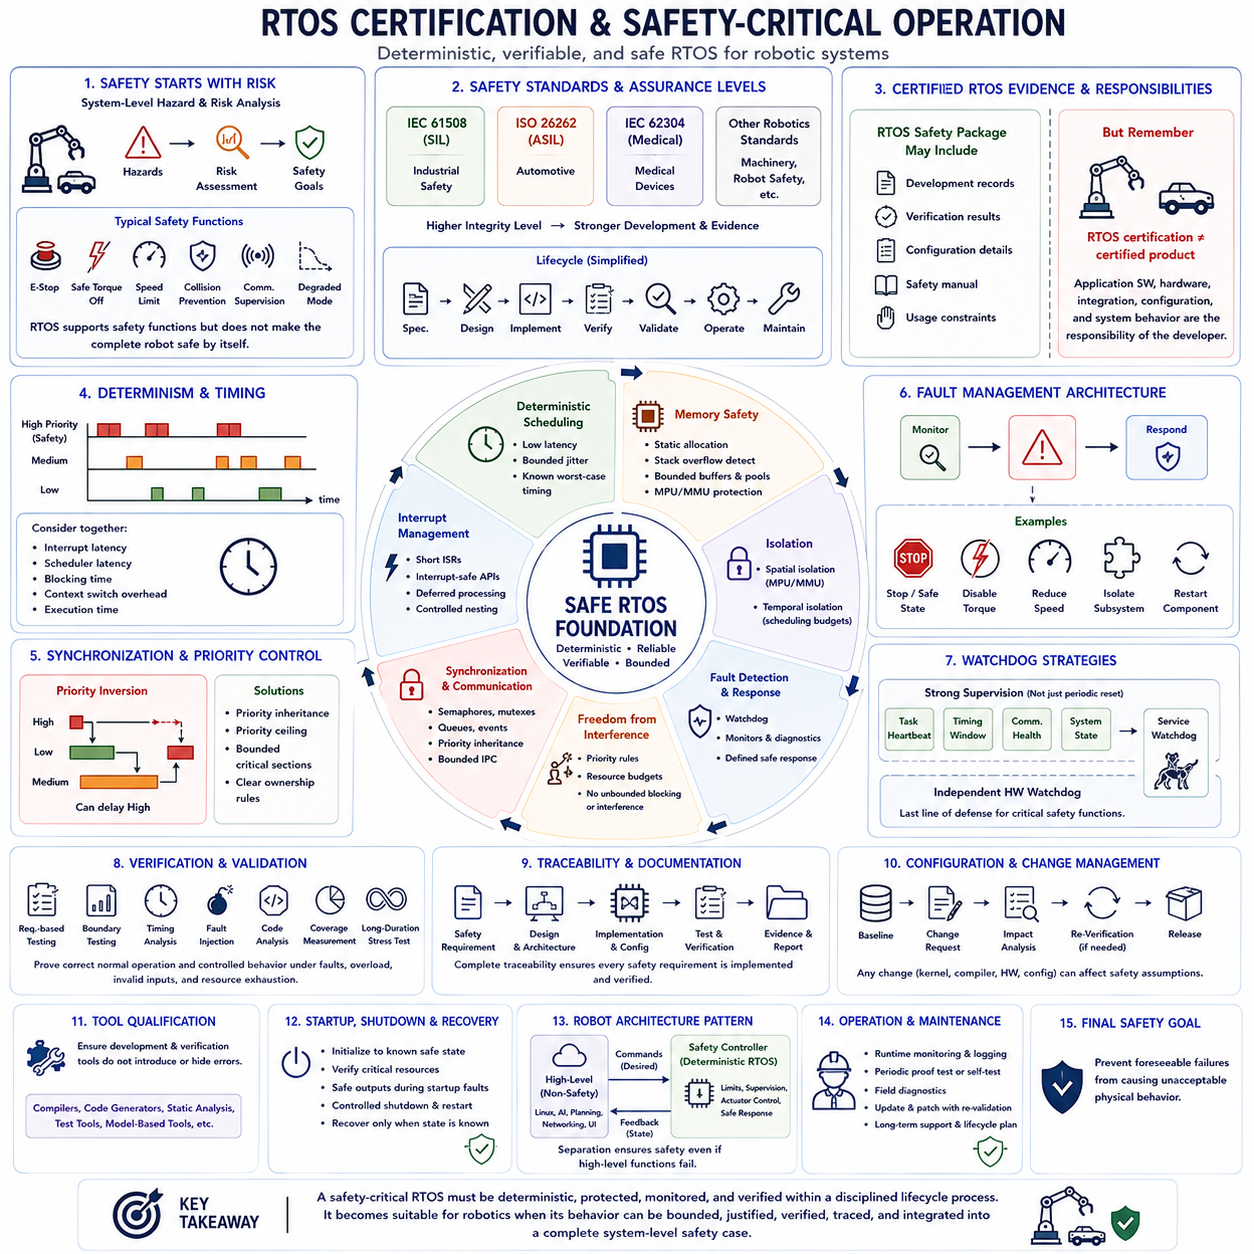 RTOS CERTIFICATION & SAFETY-CRITICAL OPERATION
Deterministic, verifiable, and safe RTOS for robotic systems
1. SAFETY STARTS WITH RISK
System-Level Hazard & Risk Analysis
Hazards
Risk
Assessment
Safety
Goals
Typical Safety Functions
E-Stop
Safe Torque
Off
Speed
Limit
Collision
Prevention
Comm.
Supervision
Degraded
Mode
RTOS supports safety functions but does not make the
complete robot safe by itself.
2. SAFETY STANDARDS & ASSURANCE LEVELS
IEC 61508
(SIL)
Industrial
Safety
ISO 26262
(ASIL)
Automotive
IEC 62304
(Medical)
Medical
Devices
Other Robotics
Standards
Machinery,
Robot Safety,
etc.
Higher Integrity Level → Stronger Development & Evidence
Lifecycle (Simplified)
Spec.
Design
Implement
Verify
Validate
Operate
Maintain
3. CERTIFIED RTOS EVIDENCE & RESPONSIBILITIES
RTOS Safety Package
May Include
Development records
Verification results
Configuration details
Safety manual
Usage constraints
But Remember
RTOS certification ≠
certified product
Application SW, hardware,
integration, configuration,
and system behavior are the
responsibility of the developer.
4. DETERMINISM & TIMING
High Priority
(Safety)
Medium
Low
time
Consider together:
• Interrupt latency
• Scheduler latency
• Blocking time
• Context switch overhead
• Execution time
5. SYNCHRONIZATION & PRIORITY CONTROL
Priority Inversion
High
Low
Medium
Can delay High
Solutions
• Priority inheritance
• Priority ceiling
• Bounded
critical sections
• Clear ownership
rules
Deterministic
Scheduling
• Low latency
• Bounded jitter
• Known worst-case
timing
Memory Safety
• Static allocation
• Stack overflow detect
• Bounded buffers & pools
• MPU/MMU protection
Interrupt
Management
• Short ISRs
• Interrupt-safe APIs
• Deferred processing
• Controlled nesting
Isolation
• Spatial isolation
(MPU/MMU)
• Temporal isolation
(scheduling budgets)
SAFE RTOS
FOUNDATION
Deterministic • Reliable
Verifiable • Bounded
Synchronization
& Communication
• Semaphores, mutexes
• Queues, events
• Priority inheritance
• Bounded IPC
Freedom from
Interference
• Priority rules
• Resource budgets
• No unbounded blocking
or interference
Fault Detection
& Response
• Watchdog
• Monitors & diagnostics
• Defined safe response
6. FAULT MANAGEMENT ARCHITECTURE
Monitor
Respond
Examples
STOP
Stop / Safe
State
Disable
Torque
Reduce
Speed
Isolate
Subsystem
Restart
Component
7. WATCHDOG STRATEGIES
Strong Supervision (Not just periodic reset)
Task
Heartbeat
Timing
Window
Comm.
Health
System
State
Service
Watchdog
Independent HW Watchdog
Last line of defense for critical safety functions.
8. VERIFICATION & VALIDATION
Req.-based
Testing
Boundary
Testing
Timing
Analysis
Fault
Injection
Code
Analysis
Coverage
Measurement
Long-Duration
Stress Test
Prove correct normal operation and controlled behavior under faults, overload,
invalid inputs, and resource exhaustion.
9. TRACEABILITY & DOCUMENTATION
Safety
Requirement
Design
& Architecture
Implementation
& Config
Test &
Verification
Evidence &
Report
Complete traceability ensures every safety requirement is implemented
and verified.
10. CONFIGURATION & CHANGE MANAGEMENT
Baseline
Change
Request
Impact
Analysis
Re-Verification
(if needed)
Release
Any change (kernel, compiler, HW, config) can affect safety assumptions.
11. TOOL QUALIFICATION
Ensure development & verification
tools do not introduce or hide errors.
Compilers, Code Generators, Static Analysis,
Test Tools, Model-Based Tools, etc.
12. STARTUP, SHUTDOWN & RECOVERY
• Initialize to known safe state
• Verify critical resources
• Safe outputs during startup faults
• Controlled shutdown & restart
• Recover only when state is known
13. ROBOT ARCHITECTURE PATTERN
High-Level
(Non-Safety)
Linux, AI, Planning,
Networking, UI
Commands
(Desired)
Feedback
(State)
Safety Controller
(Deterministic RTOS)
Limits, Supervision,
Actuator Control,
Safe Response
Separation ensures safety even if
high-level functions fail.
14. OPERATION & MAINTENANCE
• Runtime monitoring & logging
• Periodic proof test or self-test
• Field diagnostics
• Update & patch with re-validation
• Long-term support & lifecycle plan
15. FINAL SAFETY GOAL
Prevent foreseeable failures
from causing unacceptable
physical behavior.
KEY
TAKEAWAY
A safety-critical RTOS must be deterministic, protected, monitored, and verified within a disciplined lifecycle process.
It becomes suitable for robotics when its behavior can be bounded, justified, verified, traced, and integrated into
a complete system-level safety case.